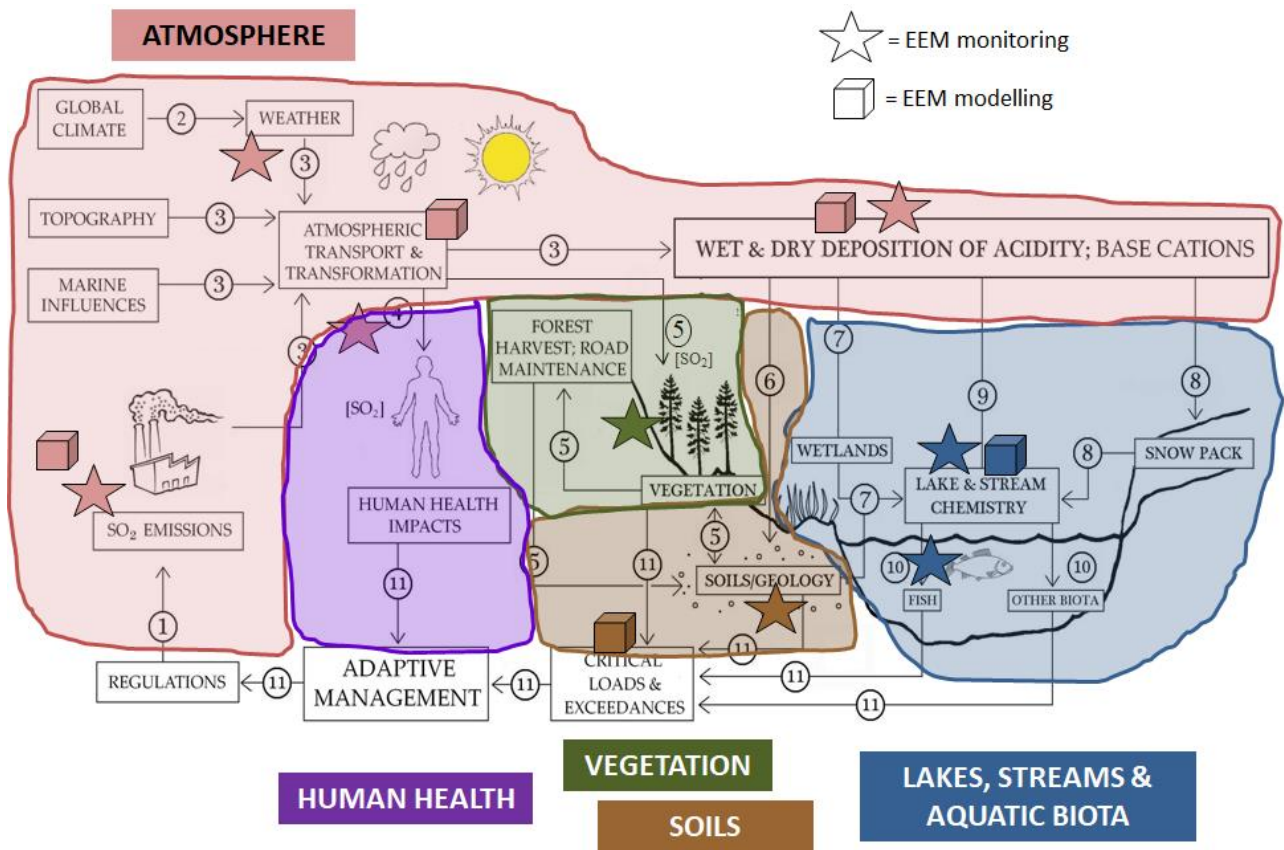 ATMOSPHERE
= EEM monitoring
= EEM modelling
GLOBAL
CLIMATE
2
WEATHER
3
TOPOGRAPHY
3
ATMOSPHERIC
TRANSPORT &
TRANSFORMATION
3
WET & DRY DEPOSITION OF ACIDITY; BASE CATIONS
MARINE
INFLUENCES
3
4
3
FOREST
HARVEST; ROAD
MAINTENANCE
5
[SO₂]
6
7
9
8
[SO₂]
5
WETLANDS
SNOW PACK
8
VEGETATION
7
LAKE & STREAM
CHEMISTRY
HUMAN HEALTH
IMPACTS
SO₂ EMISSIONS
5
5
11
11
SOILS/GEOLOGY
10
10
FISH
OTHER BIOTA
1
11
REGULATIONS
11
ADAPTIVE
MANAGEMENT
11
CRITICAL
LOADS &
EXCEEDANCES
11
11
VEGETATION
HUMAN HEALTH
SOILS
LAKES, STREAMS &
AQUATIC BIOTA